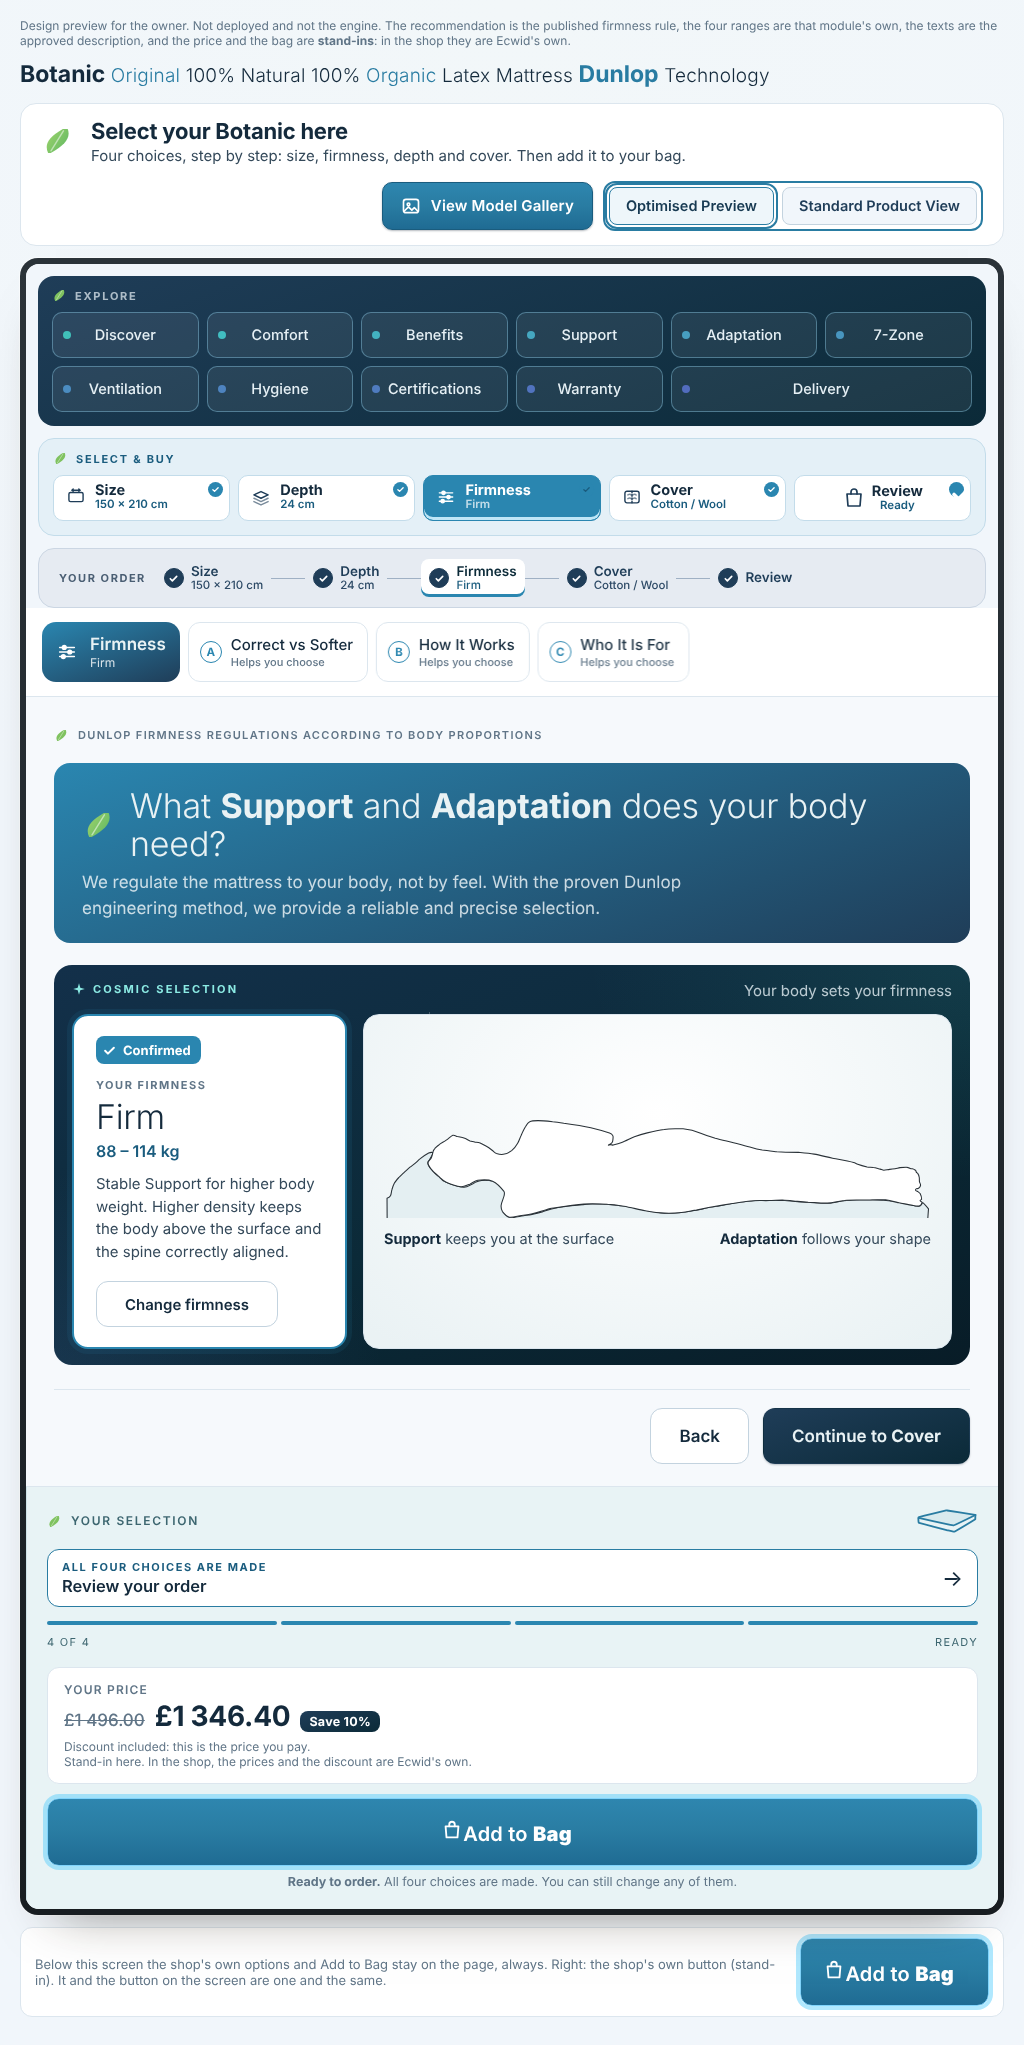 Design preview for the owner. Not deployed and not the engine. The recommendation is the published firmness rule, the four ranges are that module's own, the texts are the
approved description, and the price and the bag are stand-ins: in the shop they are Ecwid's own.
Botanic Original 100% Natural 100% Organic Latex Mattress Dunlop Technology
Select your Botanic here
Four choices, step by step: size, firmness, depth and cover. Then add it to your bag.
View Model Gallery
Optimised Preview
Standard Product View
EXPLORE
Discover
Comfort
Benefits
Support
Adaptation
7-Zone
Ventilation
Hygiene
Certifications
Warranty
Delivery
SELECT & BUY
Size
150 × 210 cm
Depth
24 cm
Firmness
Firm
Cover
Cotton / Wool
Review
Ready
YOUR ORDER
Size
150 × 210 cm
Depth
24 cm
Firmness
Firm
Cover
Cotton / Wool
Review
Firmness
Firm
A
Correct vs Softer
Helps you choose
B
How It Works
Helps you choose
C
Who It Is For
Helps you choose
DUNLOP FIRMNESS REGULATIONS ACCORDING TO BODY PROPORTIONS
What Support and Adaptation does your body
need?
We regulate the mattress to your body, not by feel. With the proven Dunlop
engineering method, we provide a reliable and precise selection.
COSMIC SELECTION
Your body sets your firmness
Confirmed
YOUR FIRMNESS
Firm
88 – 114 kg
Stable Support for higher body
weight. Higher density keeps
the body above the surface and
the spine correctly aligned.
Change firmness
Support keeps you at the surface
Adaptation follows your shape
Back
Continue to Cover
YOUR SELECTION
ALL FOUR CHOICES ARE MADE
Review your order
4 OF 4
READY
YOUR PRICE
£1 496.00 £1 346.40 Save 10%
Discount included: this is the price you pay.
Stand-in here. In the shop, the prices and the discount are Ecwid's own.
Add to Bag
Ready to order. All four choices are made. You can still change any of them.
Below this screen the shop's own options and Add to Bag stay on the page, always. Right: the shop's own button (stand-
in). It and the button on the screen are one and the same.
Add to Bag